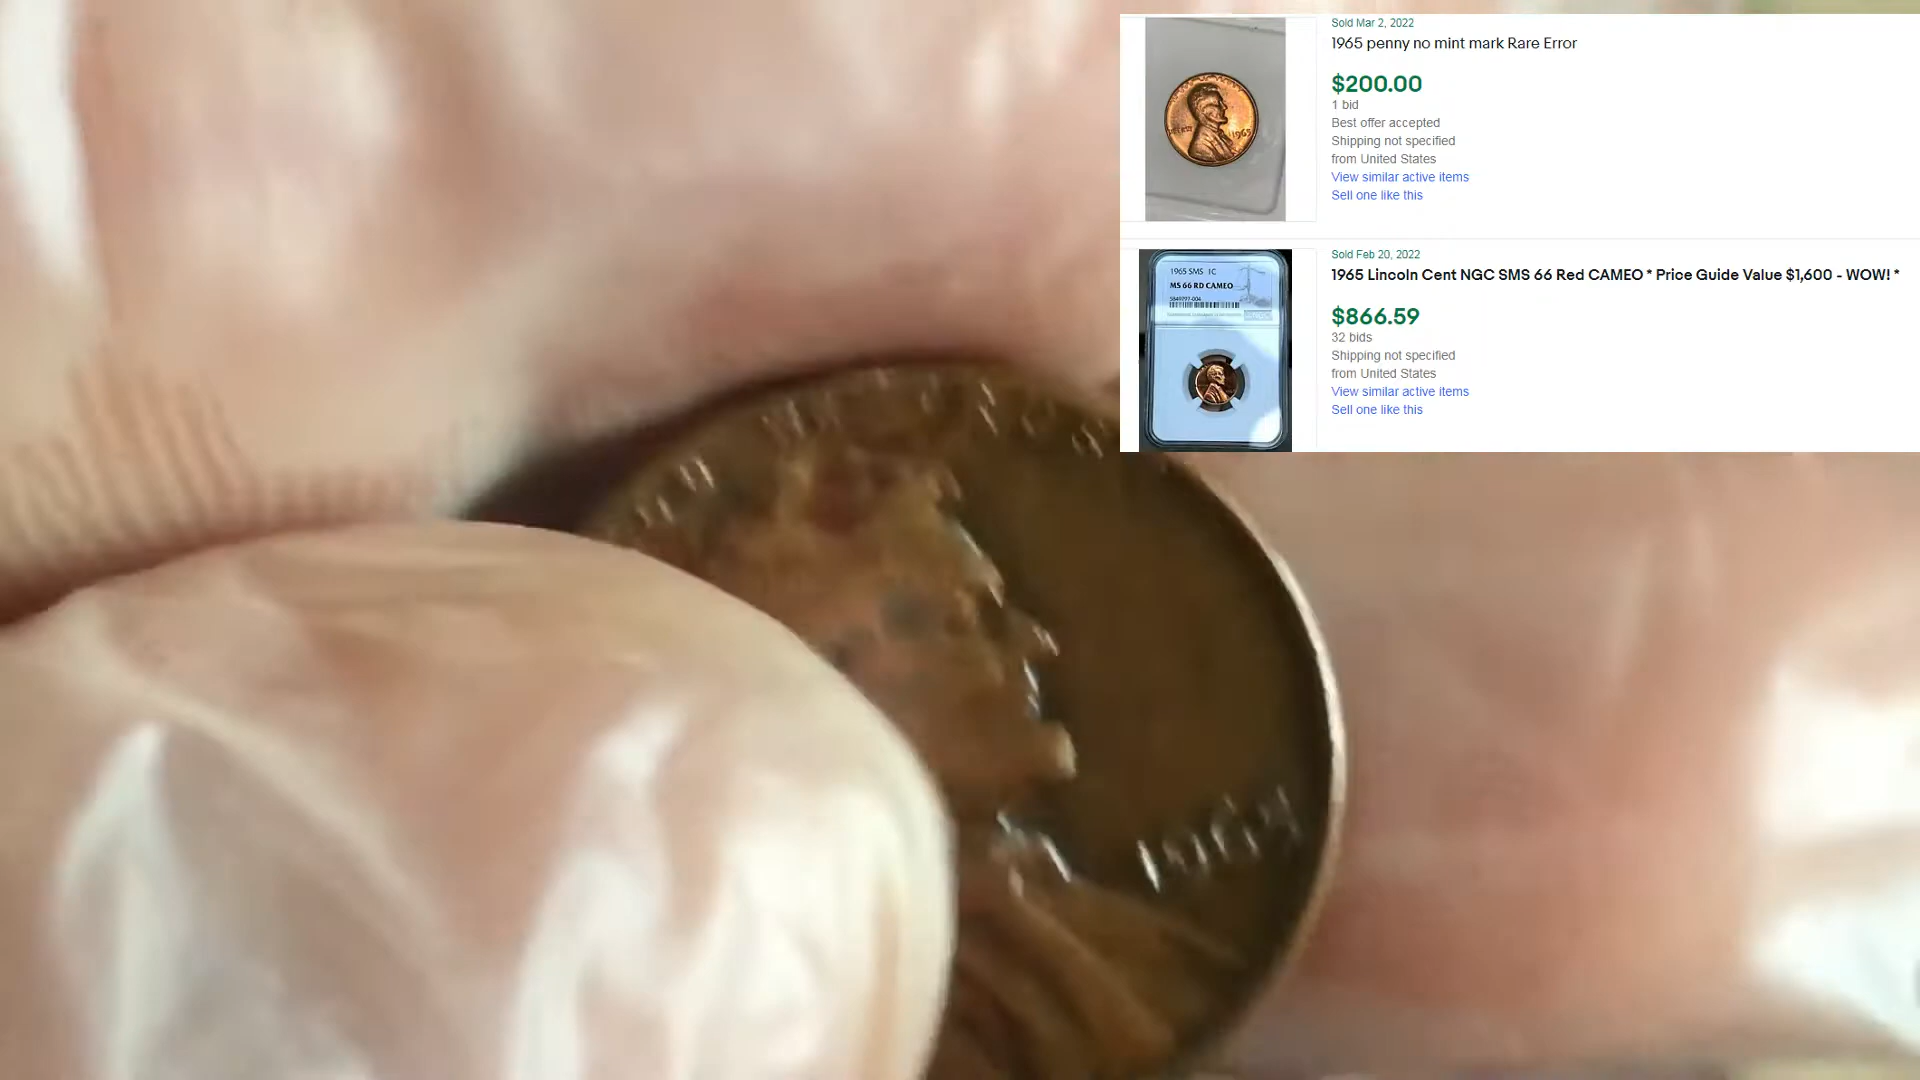 Sold Mar 2, 2022
1965 penny no mint mark Rare Error
$200.00
1 bid
Best offer accepted
Shipping not specified
from United States
View similar active items
Sell one like this
1965
Sold Feb 20, 2022
1965 Lincoln Cent NGC SMS 66 Red CAMEO * Price Guide Value $1,600 - WOW! *
$866.59
32 bids
Shipping not specified
from United States
View similar active items
Sell one like this
1965 SMS 1C
MS 66 RD CAMEO